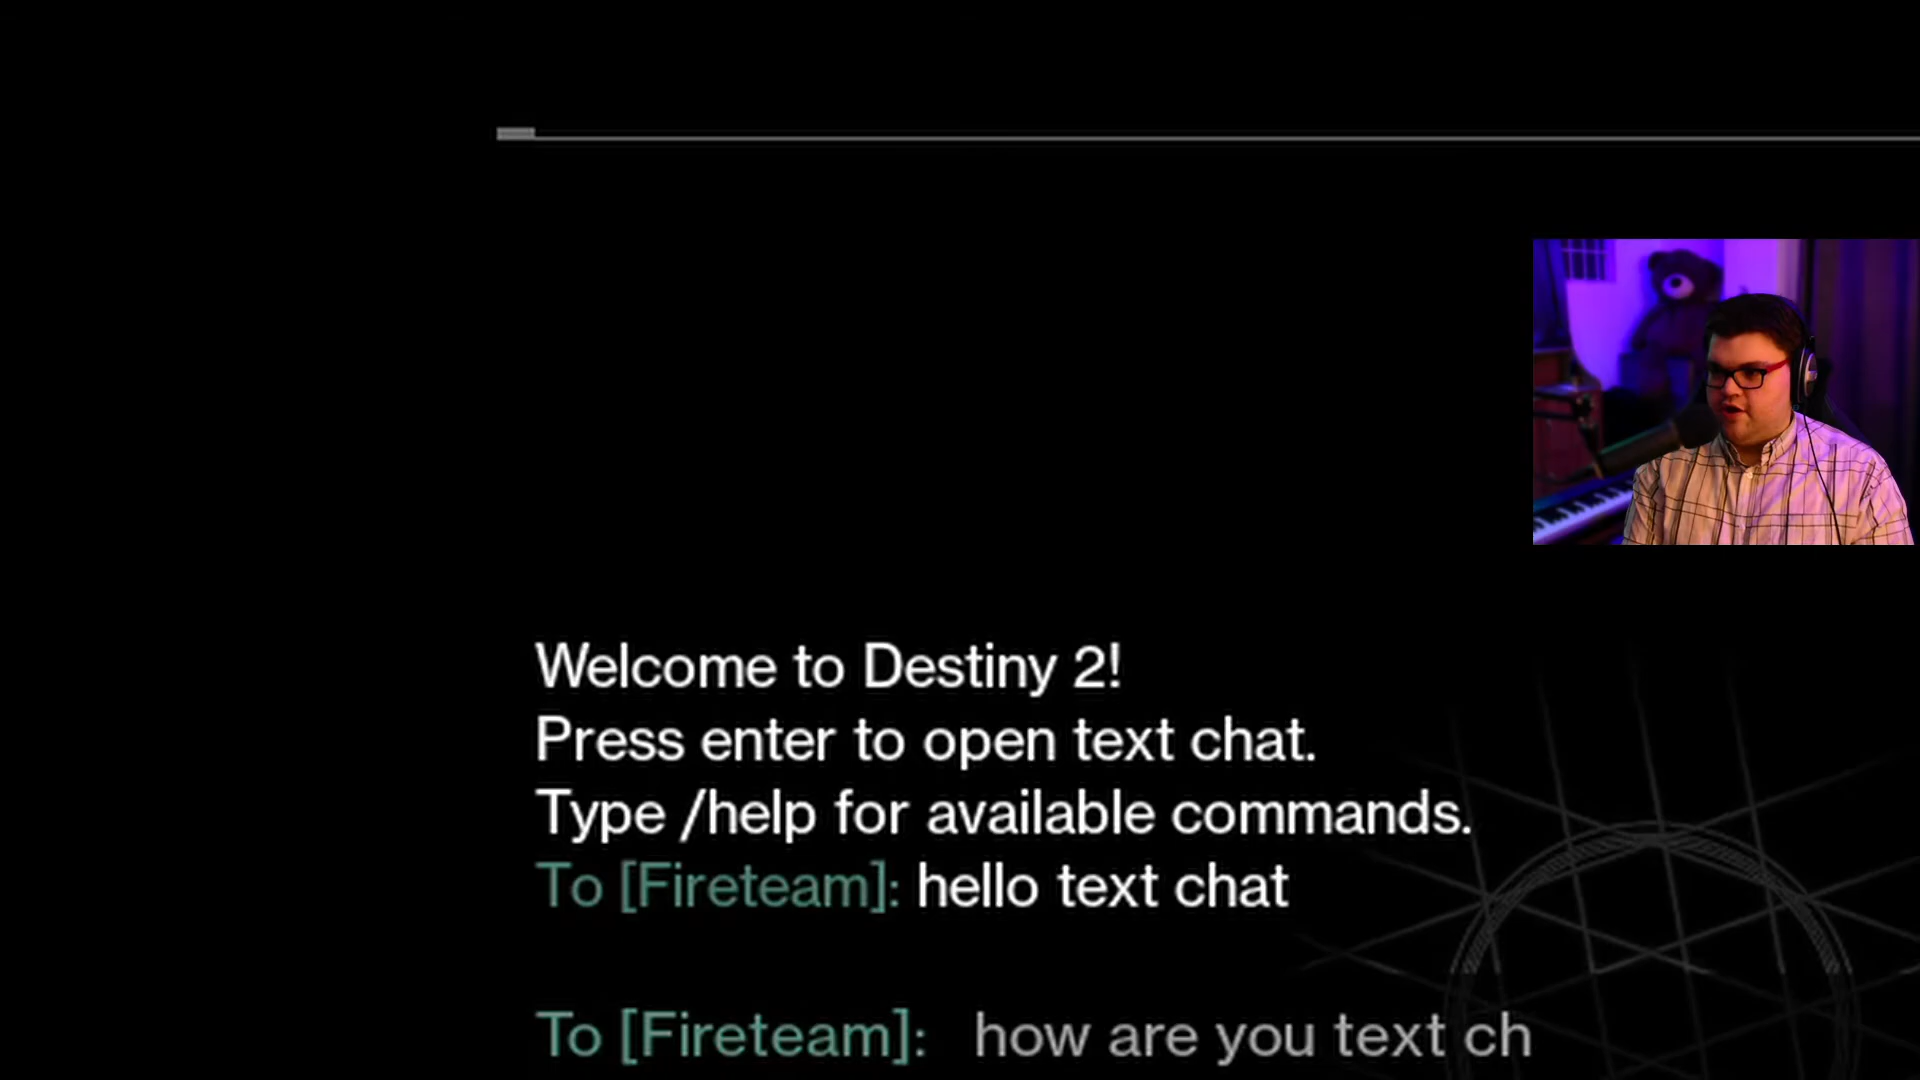 Welcome to Destiny 2!
Press enter to open text chat.
Type /help for available commands.
To [Fireteam]: hello text chat
To [Fireteam]: how are you text ch